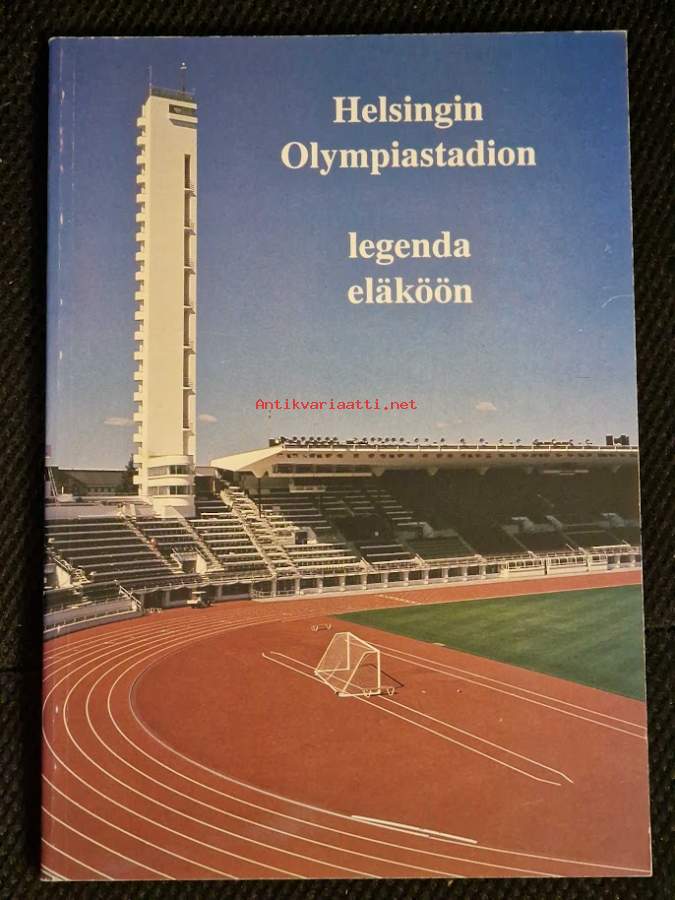 Helsingin
Olympiastadion
legenda
eläköön
Antikvariaatti.net